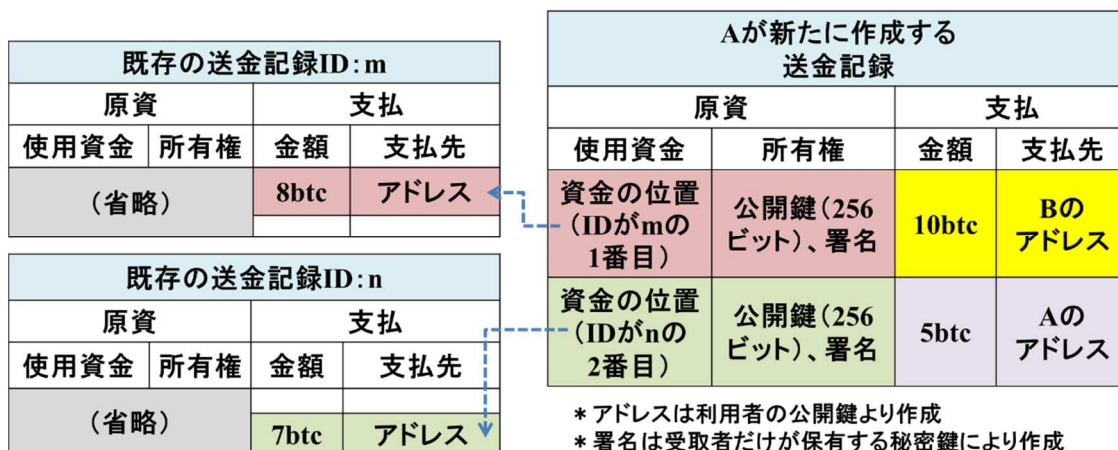 既存の送金記録ID:m
原資 支払
使用資金 所有権 金額 支払先
(省略) 8btc アドレス
既存の送金記録ID:n
原資 支払
使用資金 所有権 金額 支払先
(省略)
7btc アドレス
Aが新たに作成する
送金記録
原資 支払
使用資金 所有権 金額 支払先
資金の位置
(IDがmの
1番目)
公開鍵(256
ビット)、署名
10btc
Bの
アドレス
資金の位置
(IDがnの
2番目)
公開鍵(256
ビット)、署名
5btc
Aの
アドレス
*アドレスは利用者の公開鍵より作成
*署名は受取者だけが保有する秘密鍵により作成